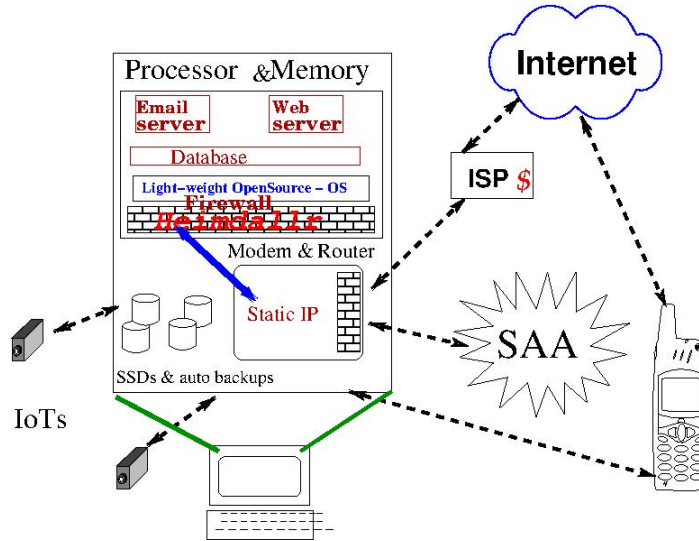 Processor &Memory
Email
server
Web
server
Database
Light-weight OpenSource - OS
Firewall
Heimdallr
Modem & Router
Static IP
SSDs & auto backups
IoTs
Internet
ISP $
SAA